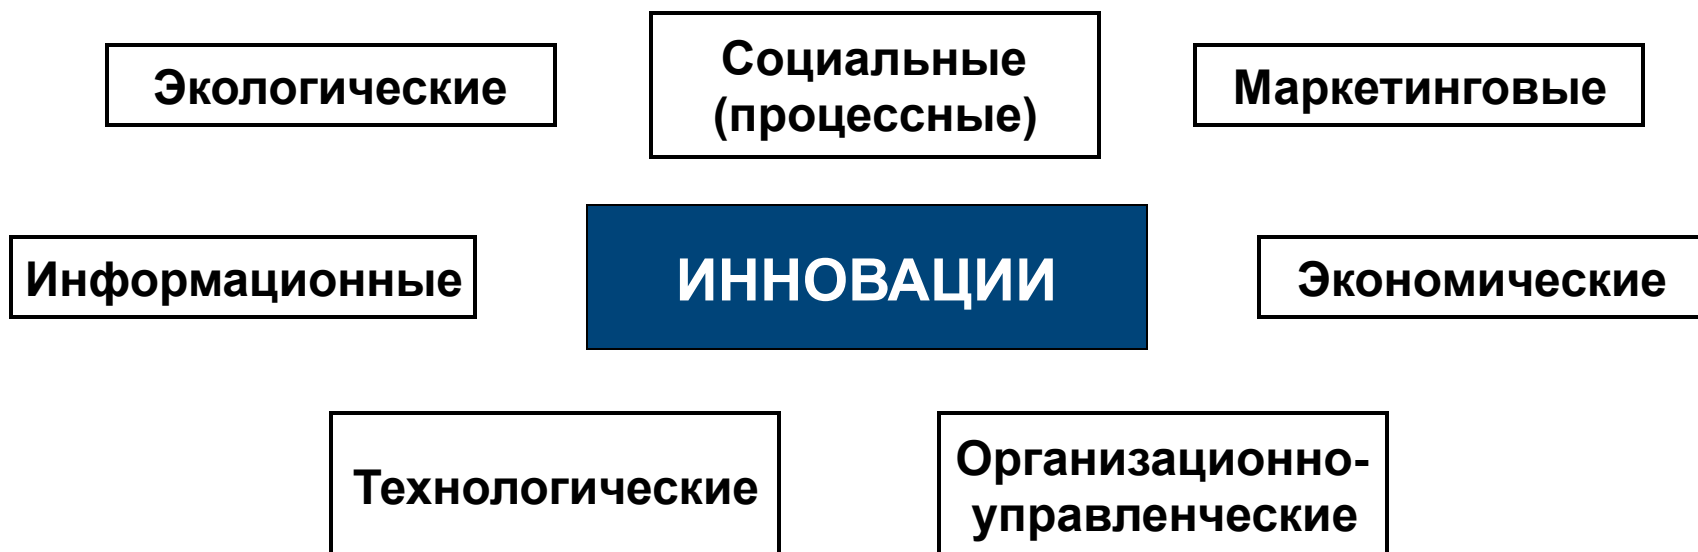 Экологические
Социальные
(процессные)
Маркетинговые
Информационные
ИННОВАЦИИ
Экономические
Технологические
Организационно-
управленческие